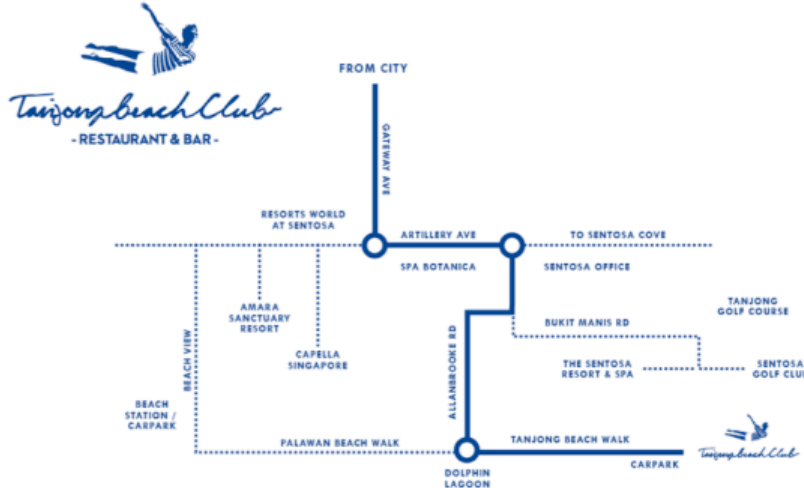 Tanjong beach Club
- RESTAURANT & BAR -
FROM CITY
GATEWAY AVE
RESORTS WORLD
AT SENTOSA
ARTILLERY AVE
TO SENTOSA COVE
SPA BOTANICA
SENTOSA OFFICE
AMARA
SANCTUARY
RESORT
CAPELLA
SINGAPORE
TANJONG
GOLF COURSE
BUKIT MANIS RD
BEACH VIEW
ALLANBROOKE RD
THE SENTOSA
RESORT & SPA
SENTOSA
GOLF CLUB
BEACH
STATION /
CARPARK
PALAWAN BEACH WALK
TANJONG BEACH WALK
Tanjong beach Club
CARPARK
DOLPHIN
LAGOON